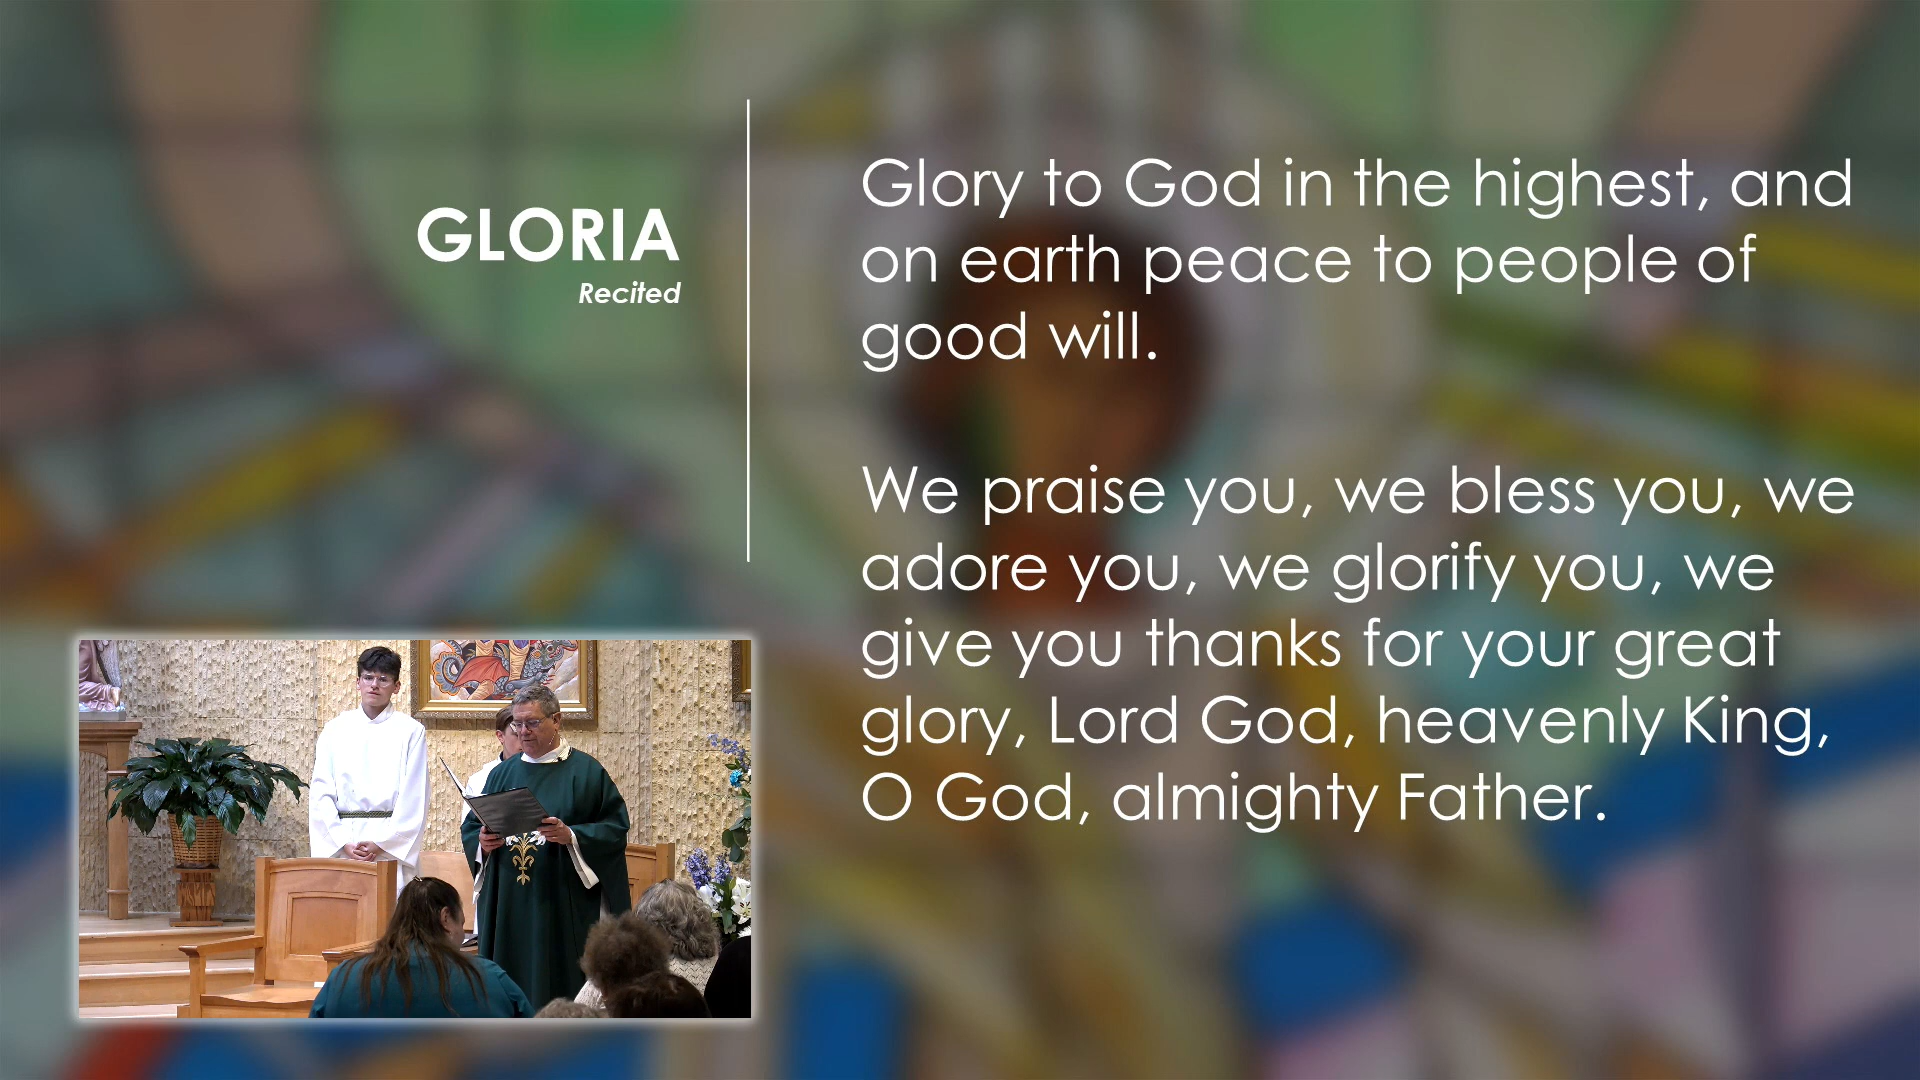 GLORIA
Recited
Glory to God in the highest, and
on earth peace to people of
good will.
We praise you, we bless you, we
adore you, we glorify you, we
give you thanks for your great
glory, Lord God, heavenly King,
O God, almighty Father.